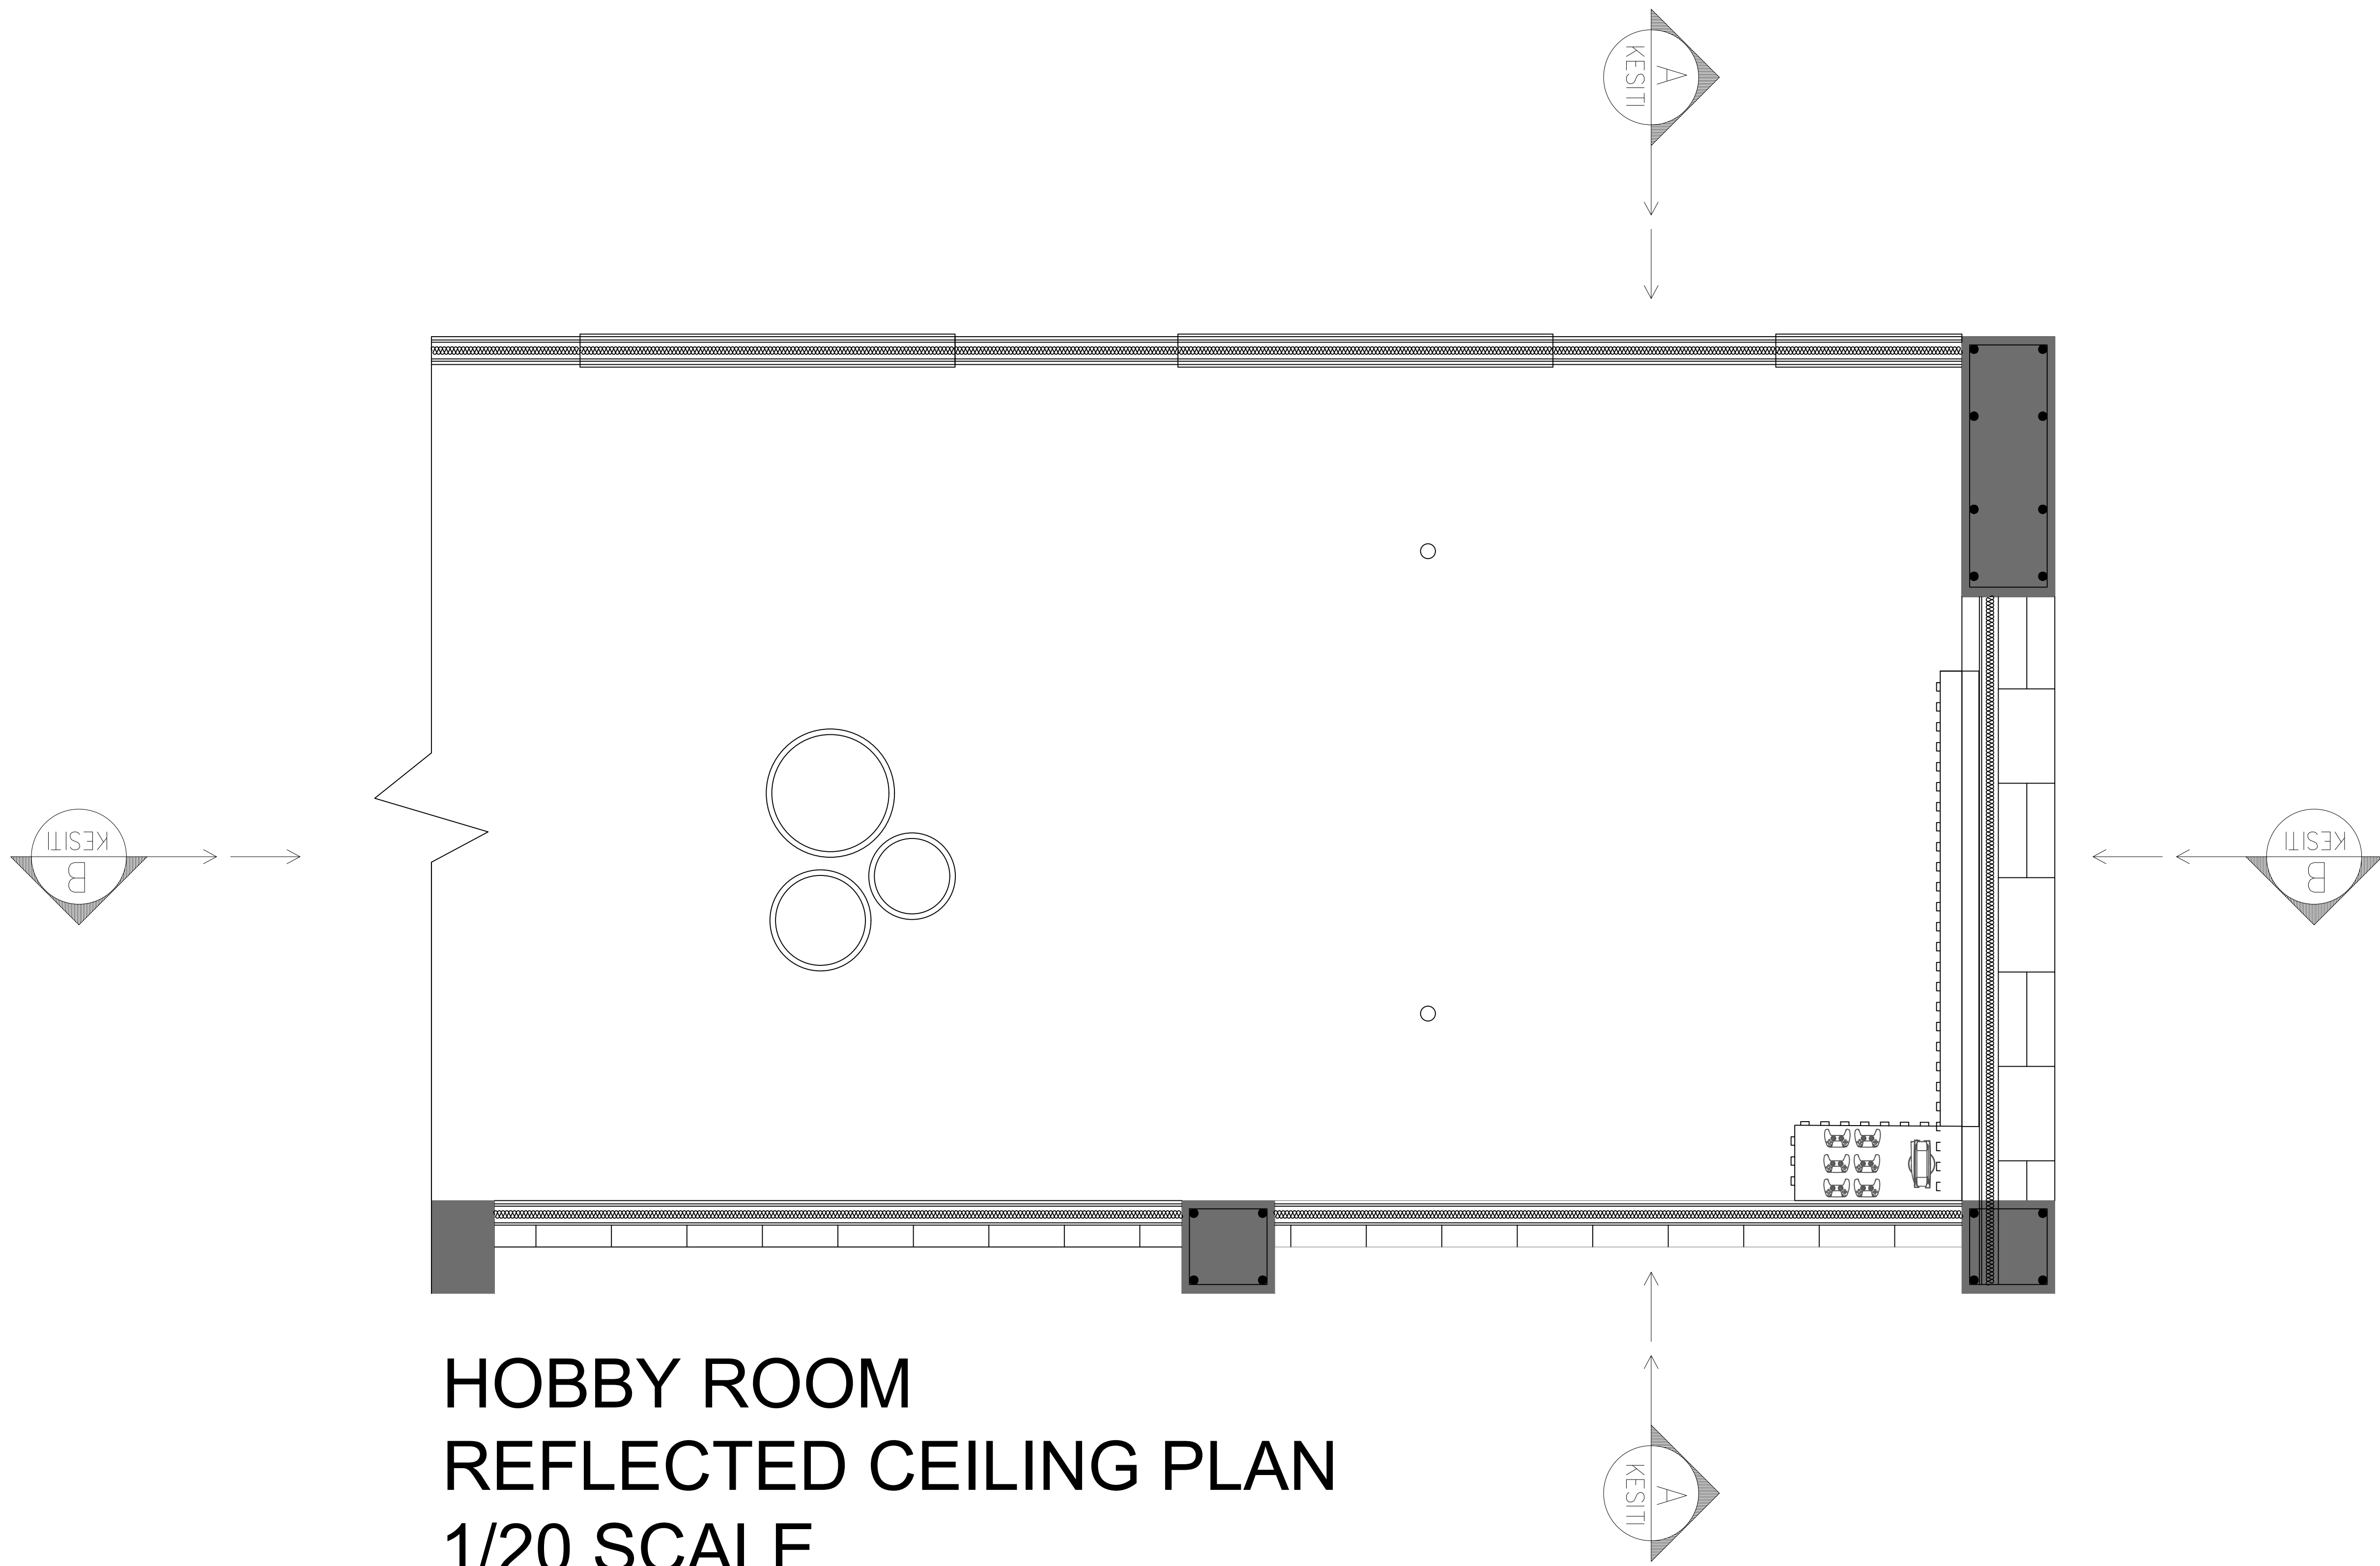 A
KESITI
KESITI
B
KESITI
B
HOBBY ROOM
REFLECTED CEILING PLAN
1/20 SCALE
A
KESITI